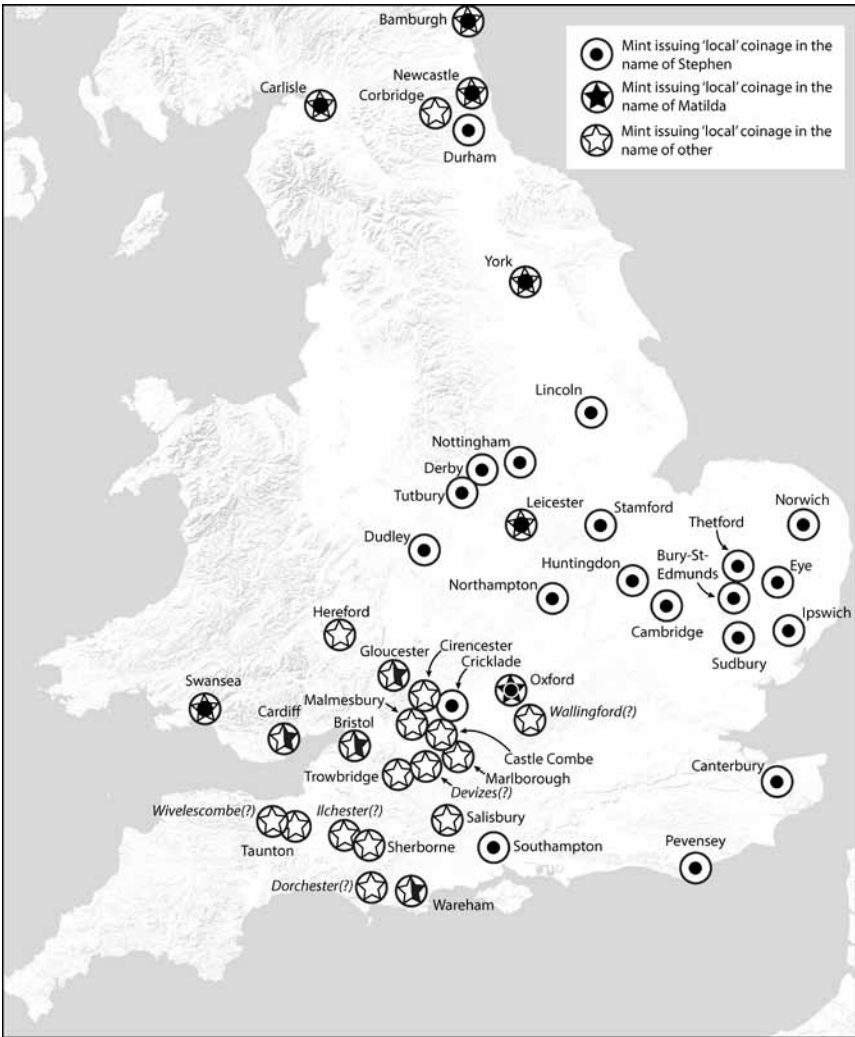 Bamburgh
Mint issuing ‘local’ coinage in the
name of Stephen
Mint issuing ‘local’ coinage in the
name of Matilda
Mint issuing ‘local’ coinage in the
name of other
Newcastle
Carlisle
Corbridge
Durham
York
Lincoln
Nottingham
Derby
Tutbury
Leicester
Stamford
Norwich
Thetford
Dudley
Huntingdon
Bury-St-
Edmunds
Eye
Northampton
Cambridge
Ipswich
Sudbury
Hereford
Gloucester
Cirencester
Cricklade
Swansea
Malmesbury
Oxford
Cardiff
Bristol
Wallingford(?)
Castle Combe
Trowbridge
Marlborough
Devizes(?)
Canterbury
Wivelescombe(?)
Ilchester(?)
Taunton
Sherborne
Salisbury
Southampton
Pevensey
Dorchester(?)
Wareham